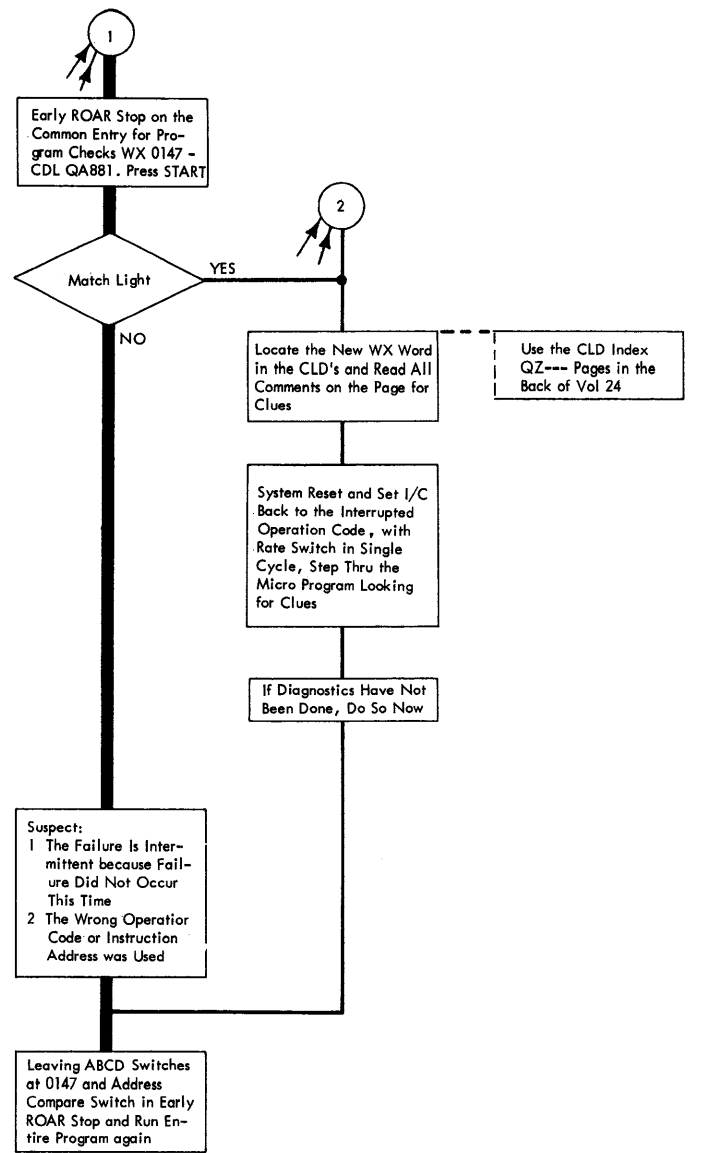 1
Early ROAR Stop on the
Common Entry for Pro-
gram Checks WX 0147 -
CDL QA881. Press START
2
Match Light
YES
NO
Locate the New WX Word
in the CLD's and Read All
Comments on the Page for
Clues
Use the CLD Index
QZ--- Pages in the
Back of Vol 24
System Reset and Set I/C
Back to the Interrupted
Operation Code, with
Rate Switch in Single
Cycle, Step Thru the
Micro Program Looking
for Clues
If Diagnostics Have Not
Been Done, Do So Now
Suspect:
1 The Failure Is Inter-
mittent because Fail-
ure Did Not Occur
This Time
2 The Wrong Operatior
Code or Instruction
Address was Used
Leaving ABCD Switches
at 0147 and Address
Compare Switch in Early
ROAR Stop and Run En-
tire Program again